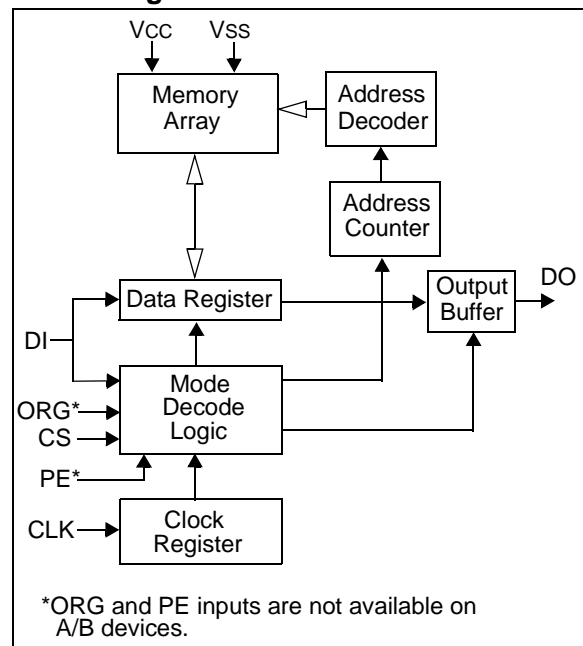 VCC VSS
Memory
Array
Address
Decoder
Address
Counter
Data Register
Output
Buffer
DO
DI
Mode
Decode
Logic
ORG*
CS
PE*
CLK
Clock
Register
*ORG and PE inputs are not available on
A/B devices.